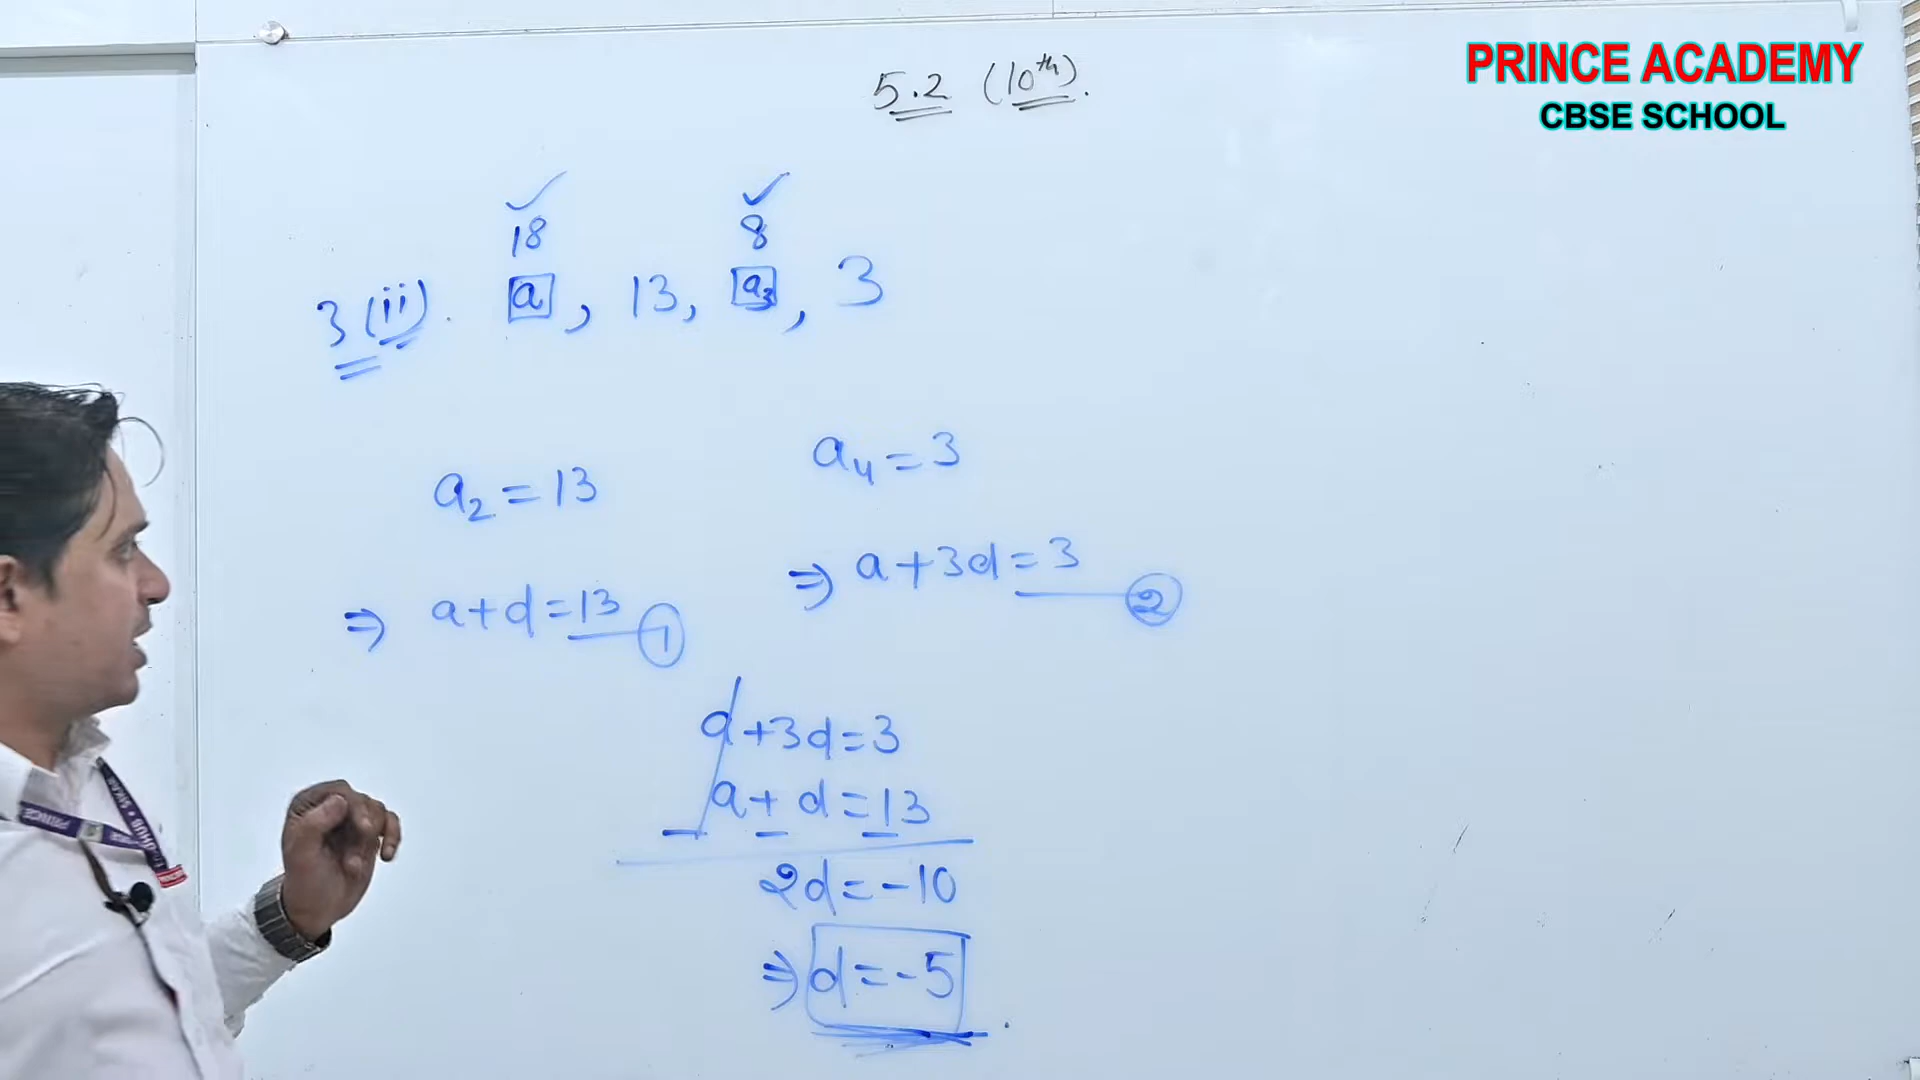 PRINCE ACADEMY
CBSE SCHOOL
5.2 (10th).
18 8
3(ii). a, 13, a3, 3
a2 = 13
a4 = 3
⇒ a+d=13 ①
⇒ a+3d=3 ②
a+3d=3
a+d=13
2d=-10
⇒ d=-5
PRINCE